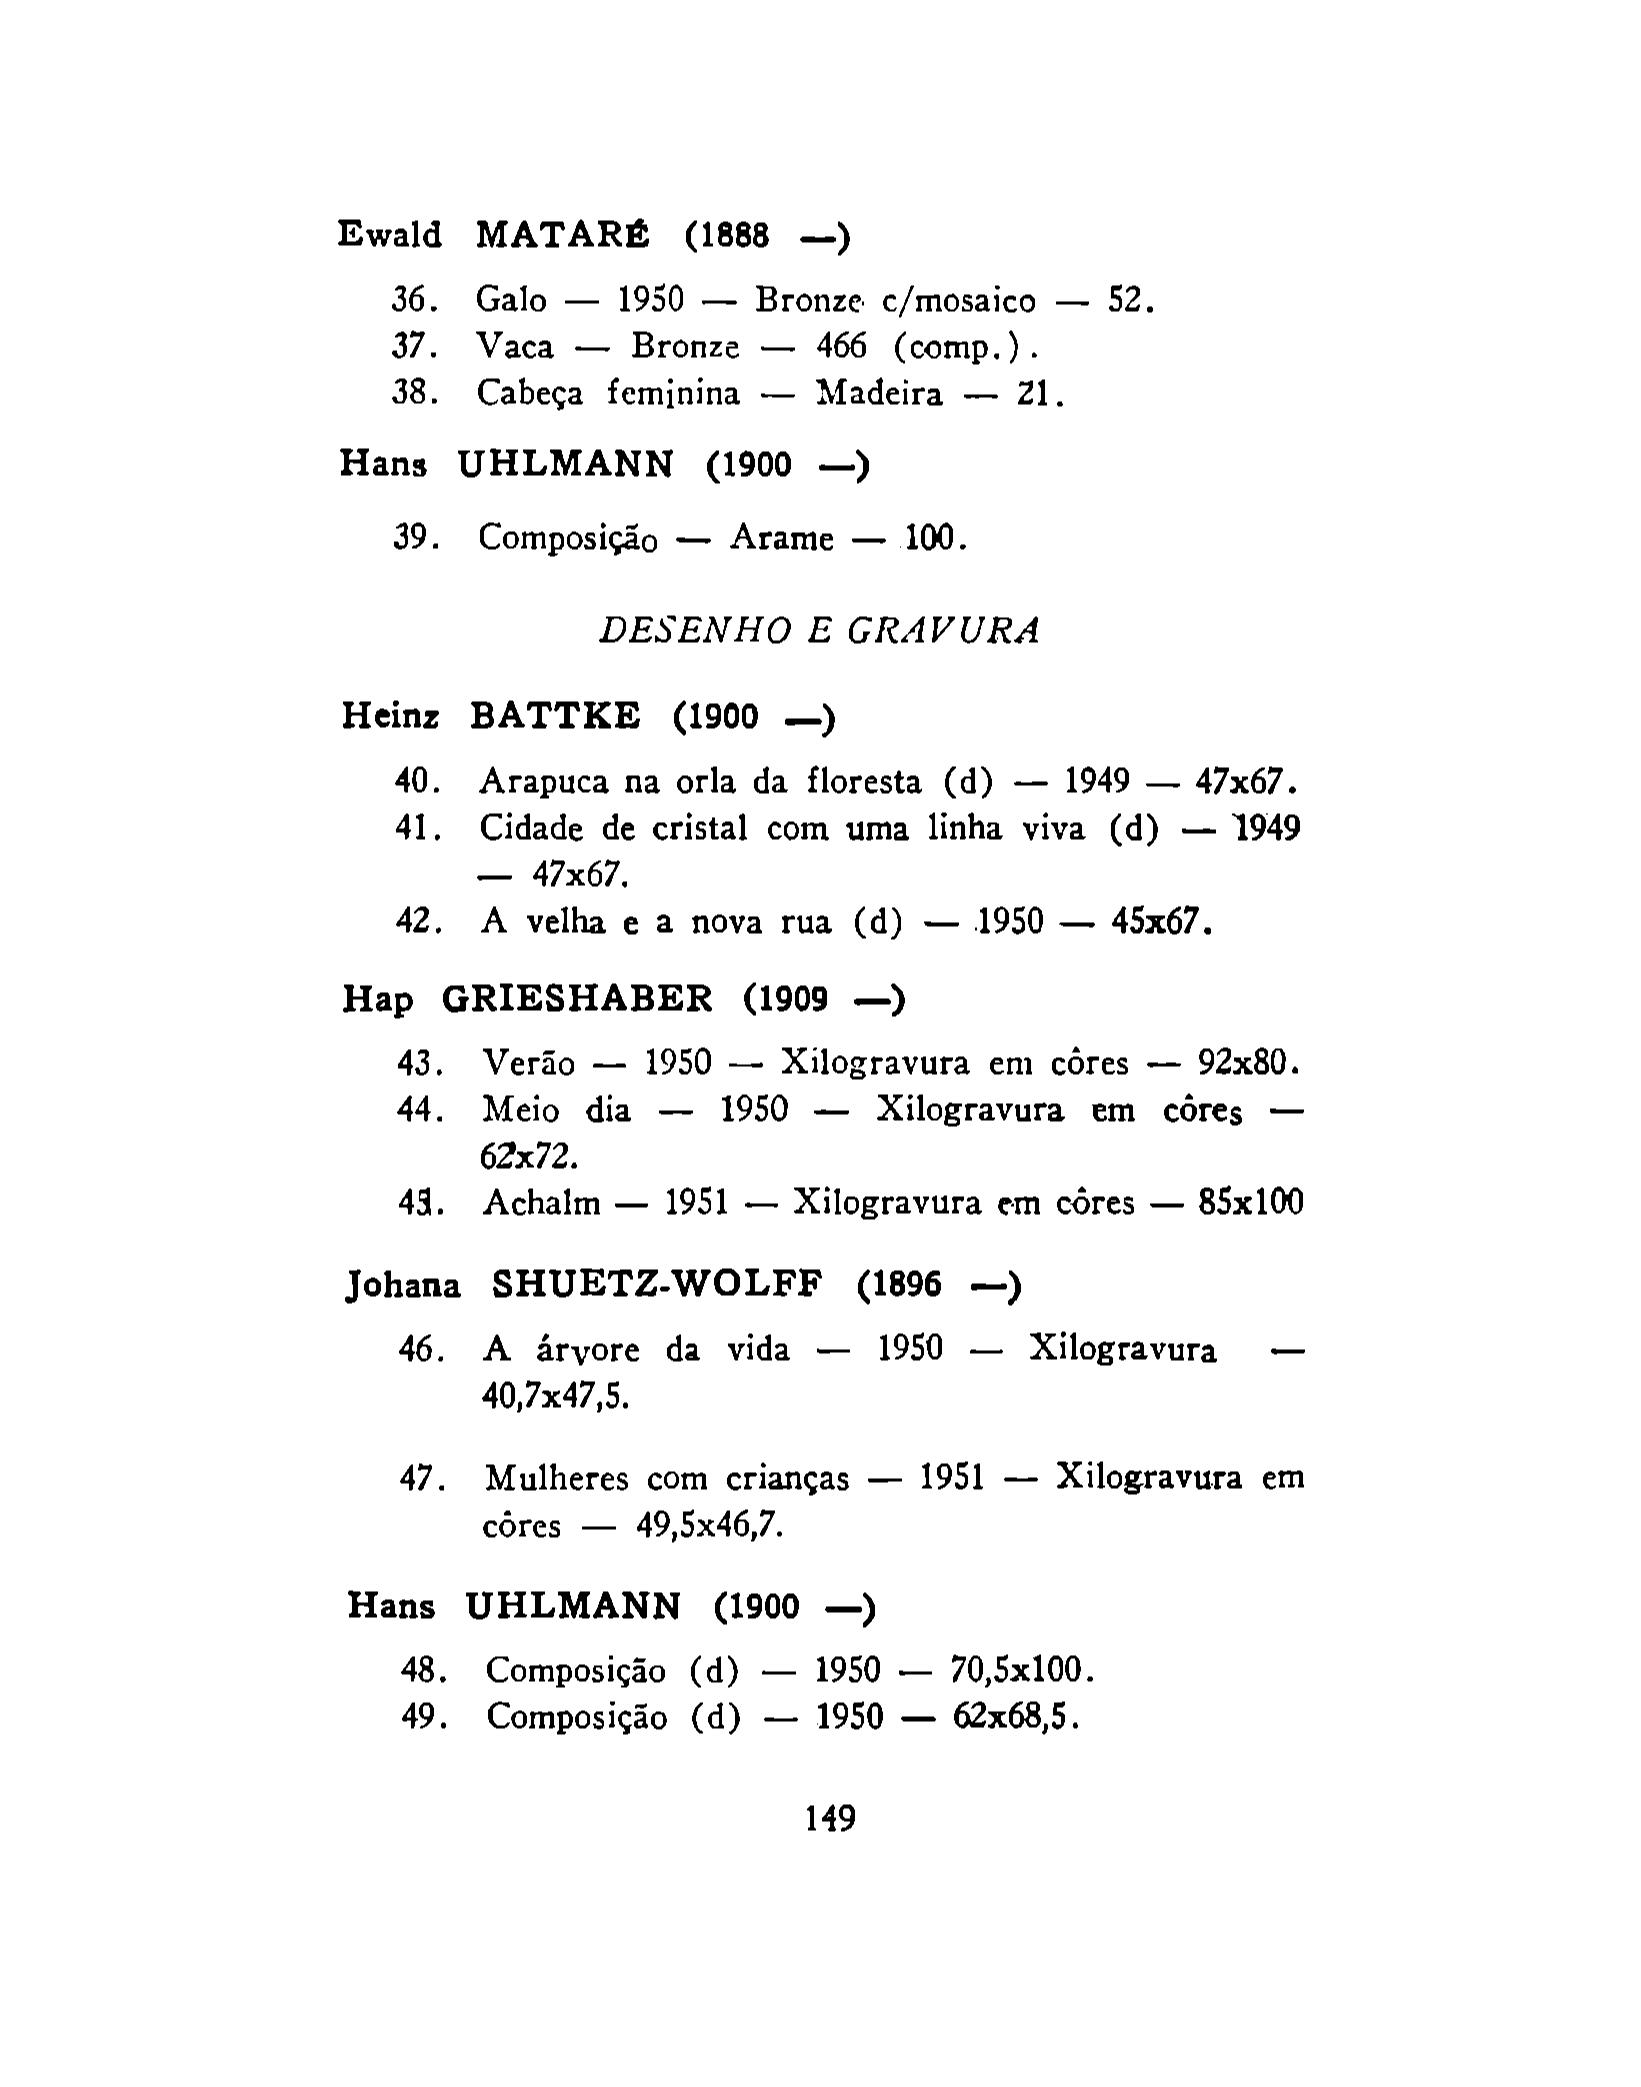 Ewald MATARÉ (1888 —)
36. Galo — 1950 — Bronze c/mosaico — 52.
37. Vaca — Bronze — 466 (comp.).
38. Cabeça feminina — Madeira — 21.
Hans UHLMANN (1900 —)
39. Composição — Arame — 100.
DESENHO E GRAVURA
Heinz BATTKE (1900 —)
40. Arapuca na orla da floresta (d) — 1949 — 47x67.
41. Cidade de cristal com uma linha viva (d) — 1949
— 47x67.
42. A velha e a nova rua (d) — 1950 — 45x67.
Hap GRIESHABER (1909 —)
43. Verão — 1950 — Xilogravura em côres — 92x80.
44. Meio dia — 1950 — Xilogravura em côres —
62x72.
45. Achalm — 1951 — Xilogravura em côres — 85x100
Johana SHUETZ-WOLFF (1896 —)
46. A árvore da vida — 1950 — Xilogravura —
40,7x47,5.
47. Mulheres com crianças — 1951 — Xilogravura em
côres — 49,5x46,7.
Hans UHLMANN (1900 —)
48. Composição (d) — 1950 — 70,5x100.
49. Composição (d) — 1950 — 62x68,5.
149